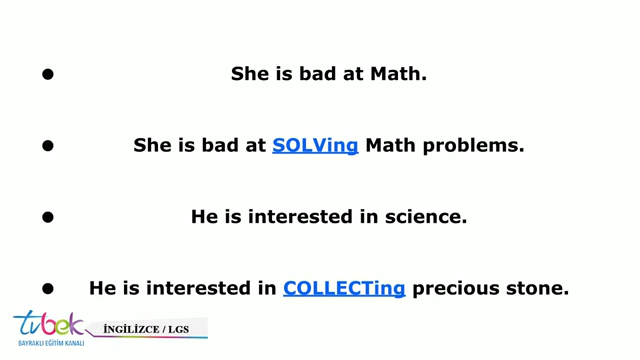 She is bad at Math.
She is bad at SOLVing Math problems.
He is interested in science.
He is interested in COLLECTing precious stone.
tvbek
BAYRAKLI EĞİTİM KANALI
İNGİLİZCE / LGS